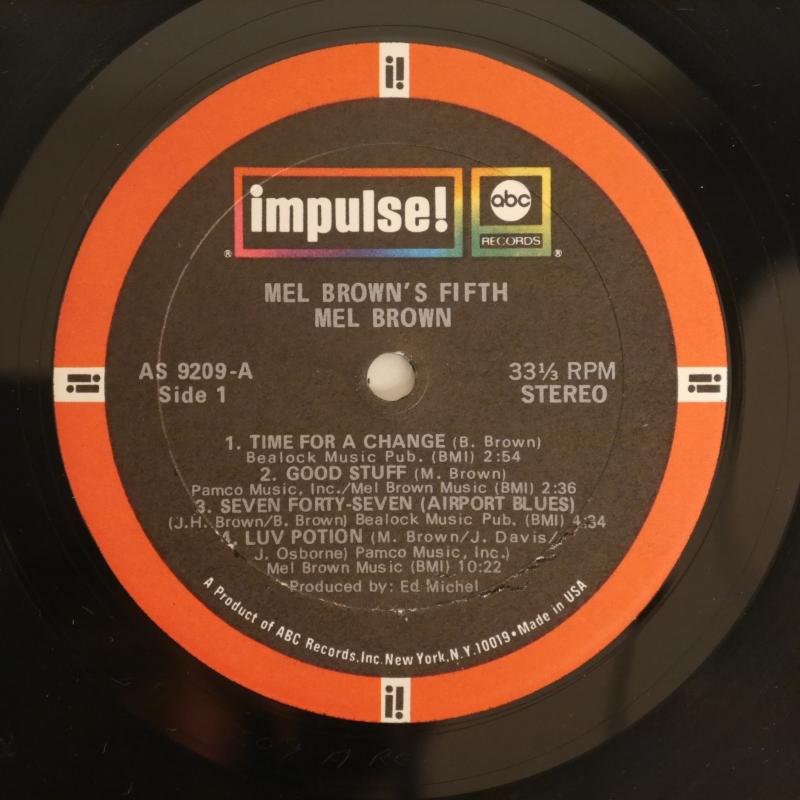 i!
impulse!
abc
RECORDS
®
®
MEL BROWN'S FIFTH
MEL BROWN
AS 9209-A
Side 1
33⅓ RPM
STEREO
i!
i!
1. TIME FOR A CHANGE (B. Brown)
Bealock Music Pub. (BMI) 2:54
2. GOOD STUFF (M. Brown)
Pamco Music, Inc./Mel Brown Music (BMI) 2:36
3. SEVEN FORTY-SEVEN (AIRPORT BLUES)
(J.H. Brown/B. Brown) Bealock Music Pub. (BMI) 4:34
4. LUV POTION (M. Brown/J. Davis/
J. Osborne) Pamco Music, Inc.)
Mel Brown Music (BMI) 10:22
Produced by: Ed Michel
A Product of ABC Records, Inc. New York, N.Y. 10019 • Made in USA
i!